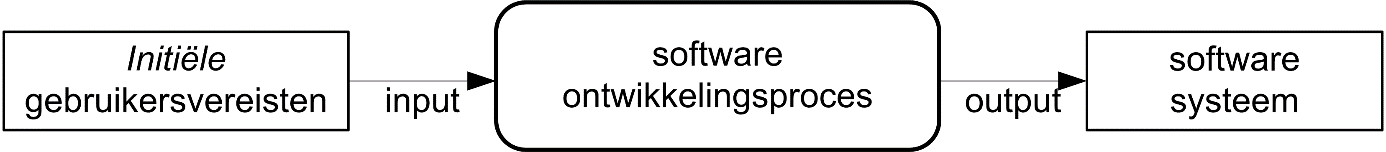 Initiële
gebruikersvereisten
input
software
ontwikkelingsproces
output
software
systeem